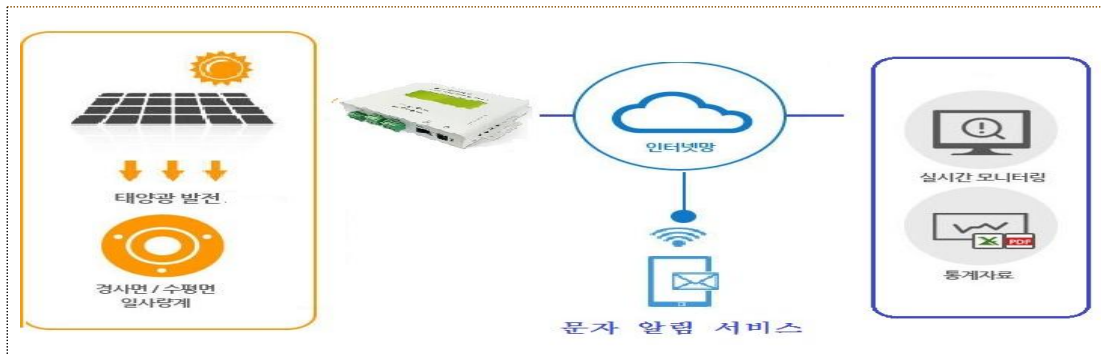 태양광 발전
경사면 / 수평면
일사량계
인터넷망
문자 알림 서비스
실시간 모니터링
PDF
통계자료